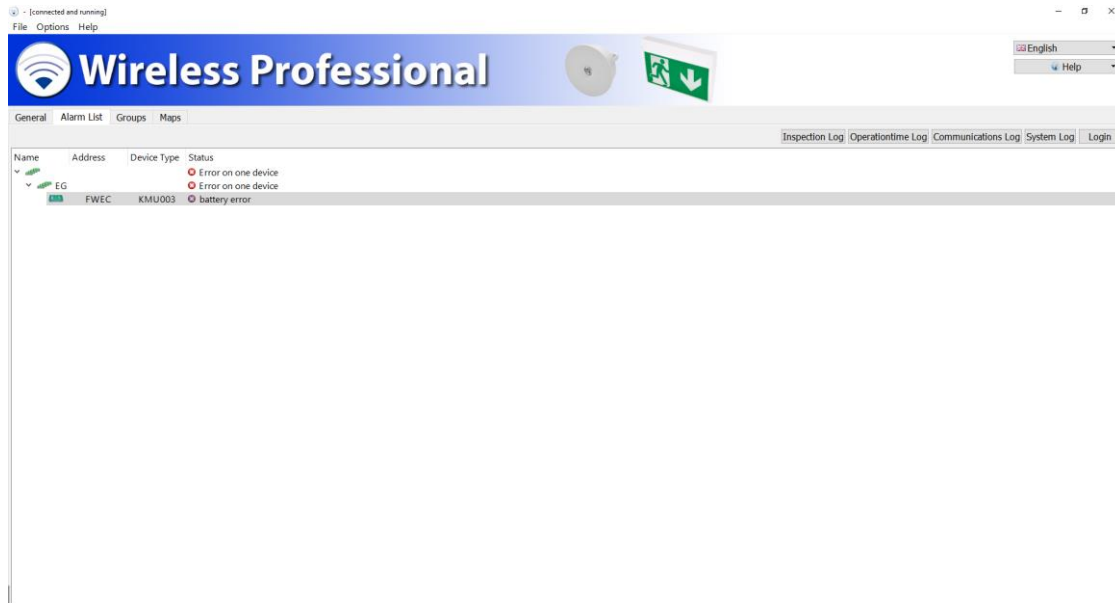 - [connected and running]
File Options Help
Wireless Professional
English
Help
General Alarm List Groups Maps
Inspection Log Operationtime Log Communications Log System Log Login
Name Address Device Type Status
Error on one device
EG Error on one device
FWEC KMU003 battery error